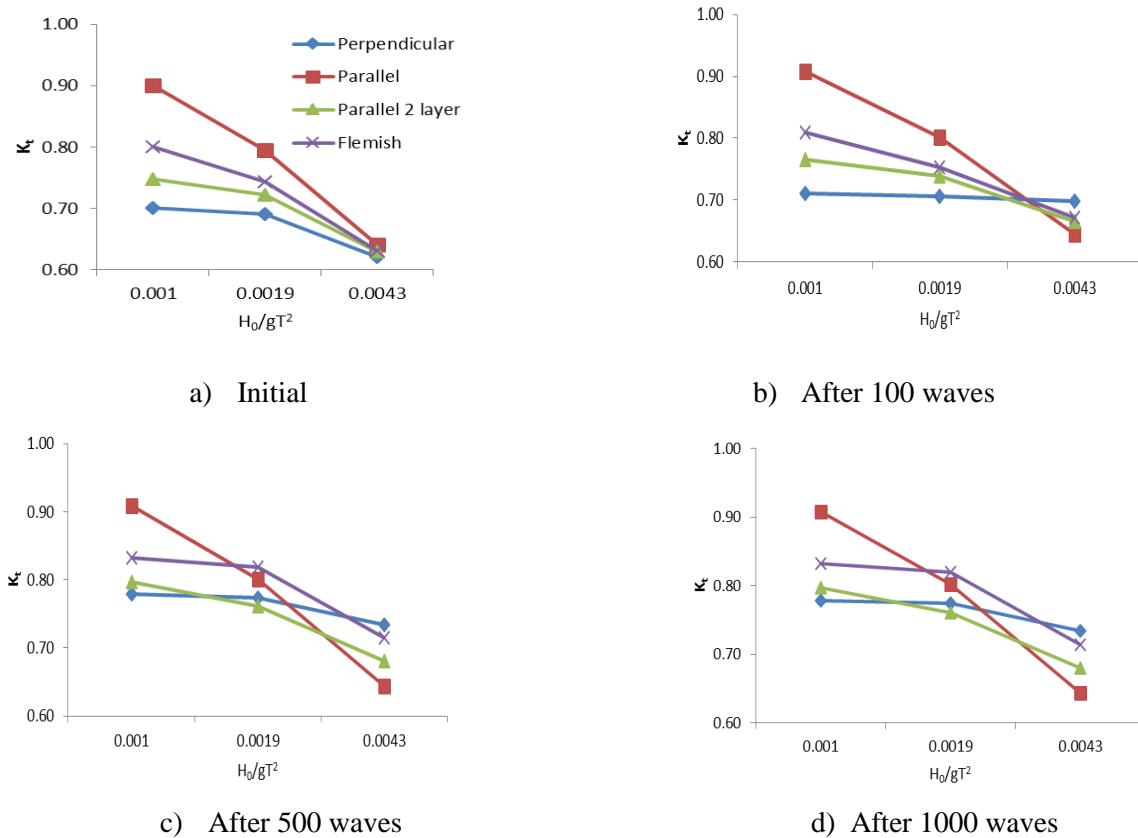 1.00
0.90
0.80
0.70
0.60
Kt
Perpendicular
Parallel
Parallel 2 layer
Flemish
0.001
0.0019
0.0043
H₀/gT²
a) Initial
1.00
0.90
0.80
0.70
0.60
Kt
0.001
0.0019
0.0043
H₀/gT²
b) After 100 waves
1.00
0.90
0.80
0.70
0.60
Kt
0.001
0.0019
0.0043
H₀/gT²
c) After 500 waves
1.00
0.90
0.80
0.70
0.60
Kt
0.001
0.0019
0.0043
H₀/gT²
d) After 1000 waves